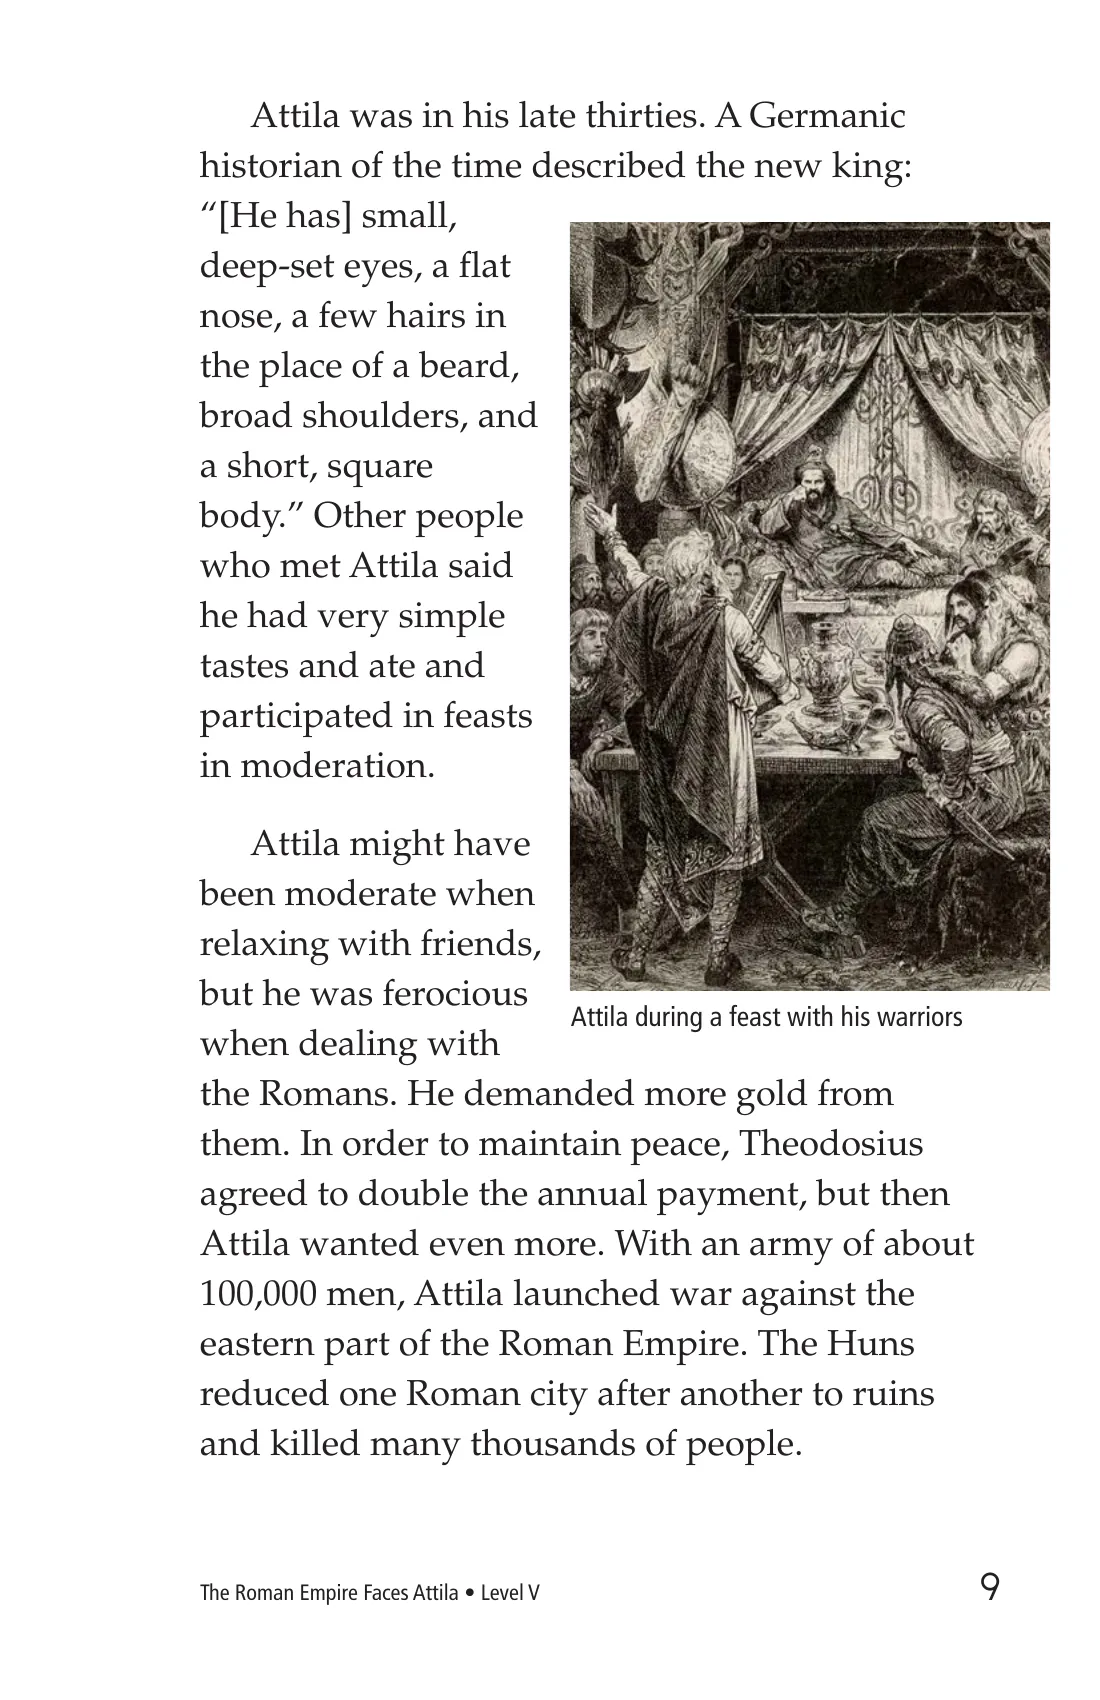 Attila was in his late thirties. A Germanic
historian of the time described the new king:
“[He has] small,
deep-set eyes, a flat
nose, a few hairs in
the place of a beard,
broad shoulders, and
a short, square
body.” Other people
who met Attila said
he had very simple
tastes and ate and
participated in feasts
in moderation.
Attila might have
been moderate when
relaxing with friends,
but he was ferocious
when dealing with
the Romans. He demanded more gold from
them. In order to maintain peace, Theodosius
agreed to double the annual payment, but then
Attila wanted even more. With an army of about
100,000 men, Attila launched war against the
eastern part of the Roman Empire. The Huns
reduced one Roman city after another to ruins
and killed many thousands of people.
Attila during a feast with his warriors
The Roman Empire Faces Attila • Level V
9